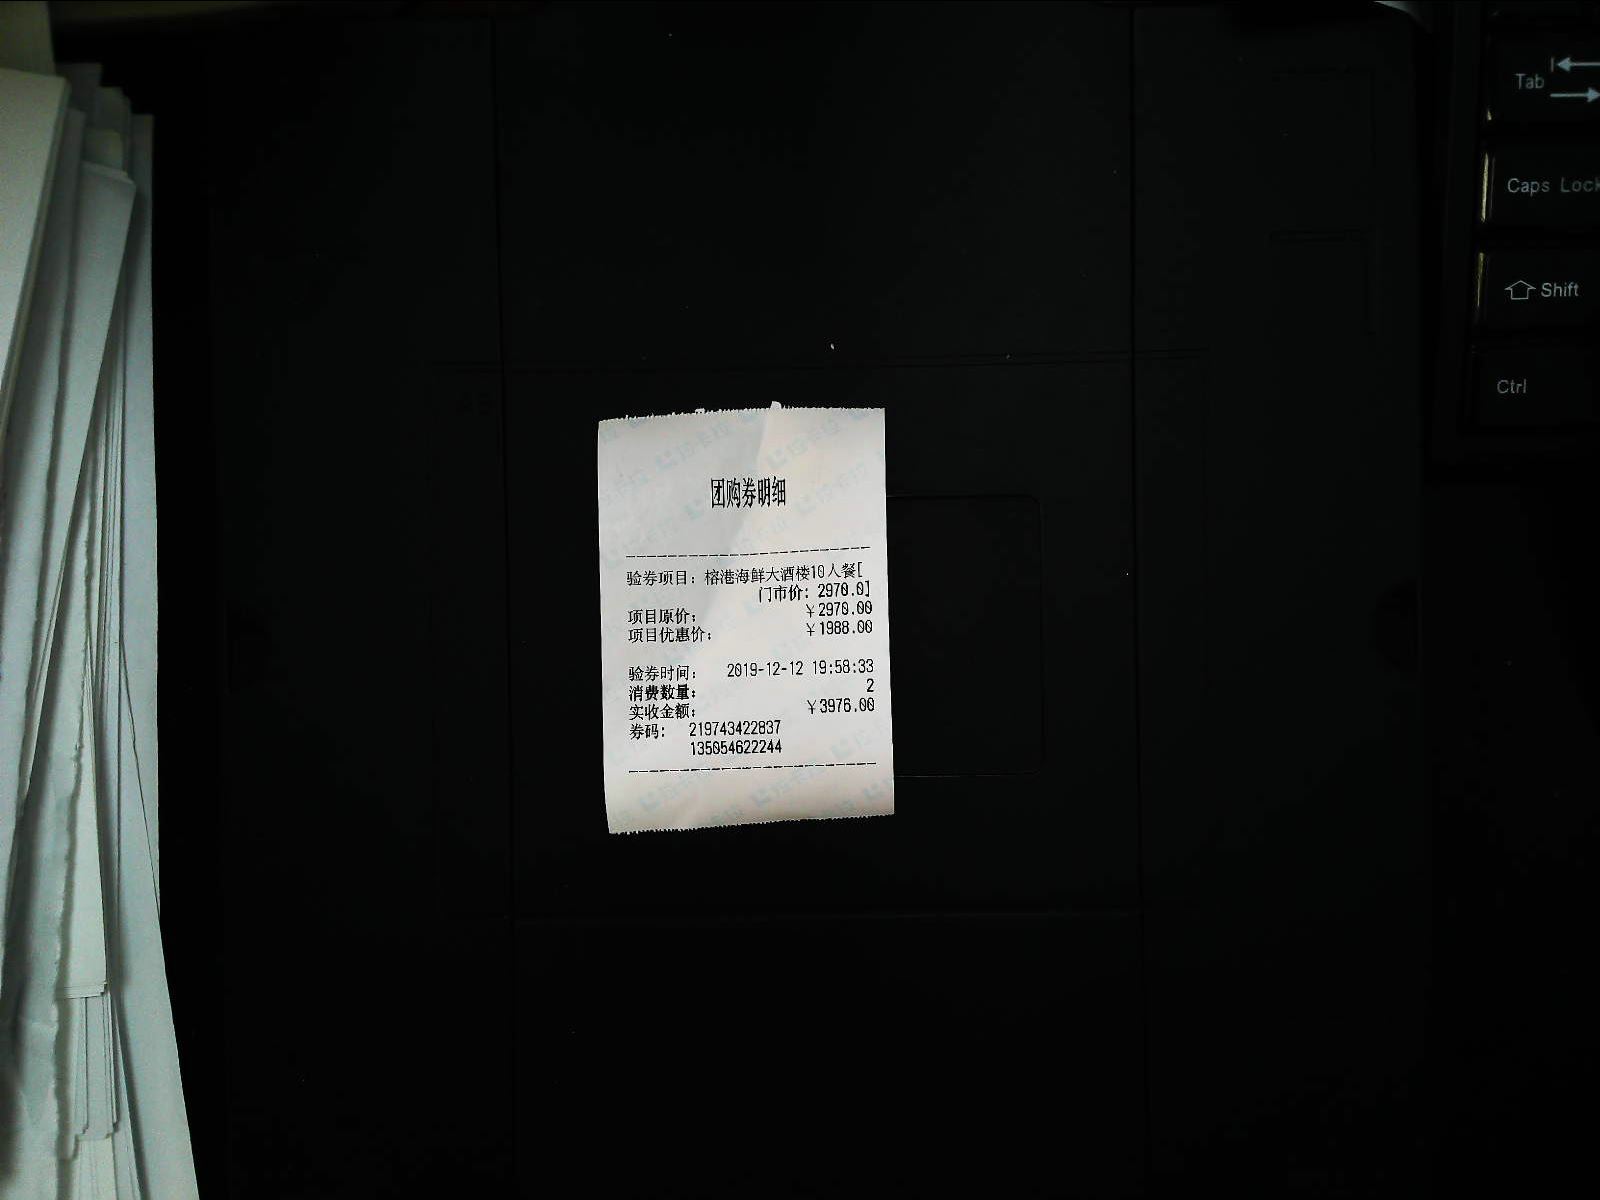 团购券明细
验券项目：榕港海鲜大酒楼10人餐[
门市价：2970.0]
项目原价： ￥2970.00
项目优惠价： ￥1988.00
验券时间： 2019-12-12 19:58:33
消费数量： 2
实收金额： ￥3976.00
券码： 219743422837
135054622244
Tab
Caps Lock
Shift
Ctrl